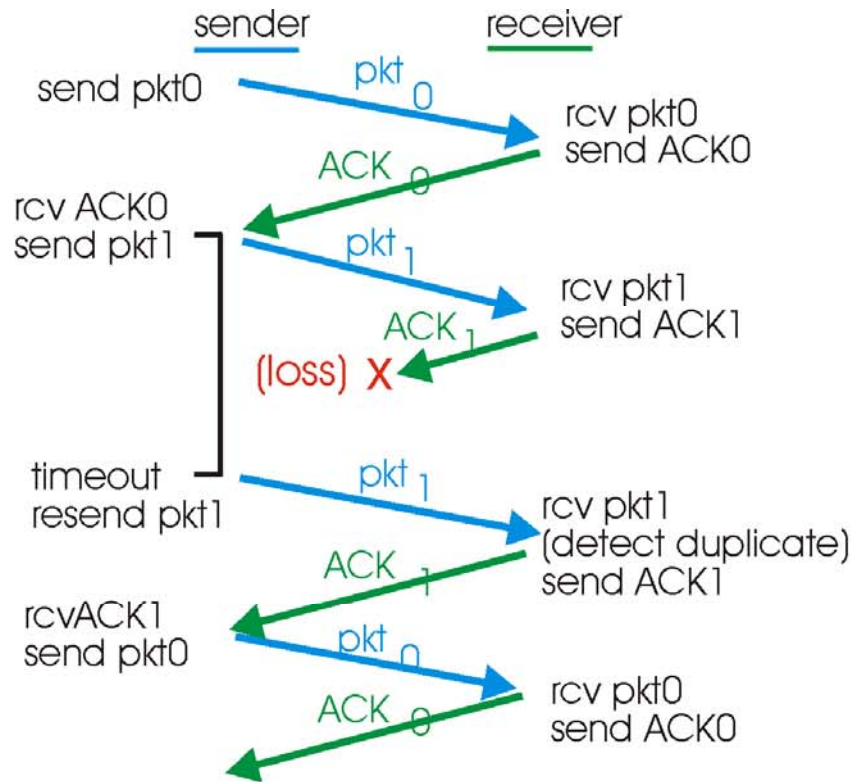 sender
receiver
send pkt0
pkt 0
rcv pkt0
send ACK0
ACK 0
rcv ACK0
send pkt1
pkt 1
rcv pkt1
send ACK1
ACK 1
(loss) X
timeout
resend pkt1
pkt 1
rcv pkt1
(detect duplicate)
send ACK1
ACK 1
rcvACK1
send pkt0
pkt 0
rcv pkt0
send ACK0
ACK 0